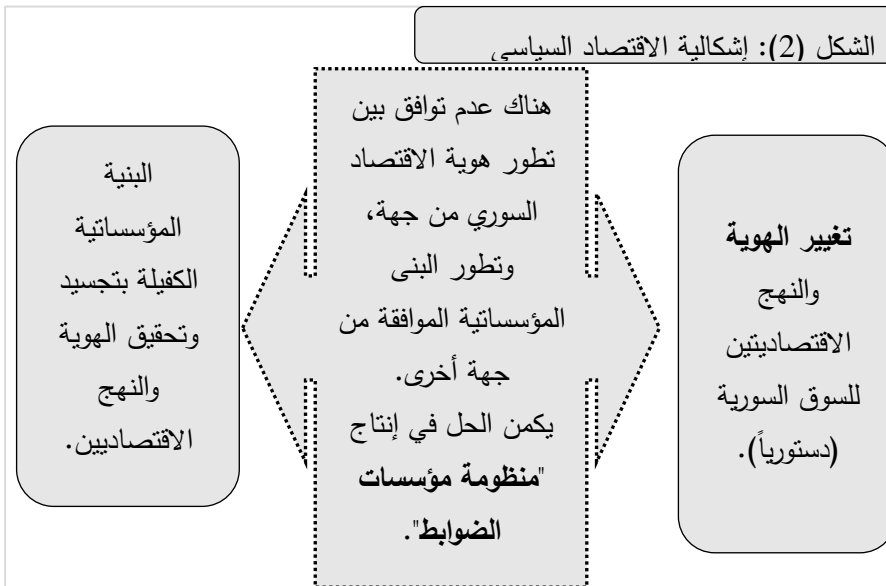 الشكل (2): إشكالية الاقتصاد السياسي
تغيير الهوية
والنهج
الاقتصاديتين
للسوق السورية
(دستورياً).
هناك عدم توافق بين
تطور هوية الاقتصاد
السوري من جهة،
وتطور البنى
المؤسساتية الموافقة من
جهة أخرى.
يكمن الحل في إنتاج
"منظومة مؤسسات
الضوابط".
البنية
المؤسساتية
الكفيلة بتجسيد
وتحقيق الهوية
والنهج
الاقتصاديين.